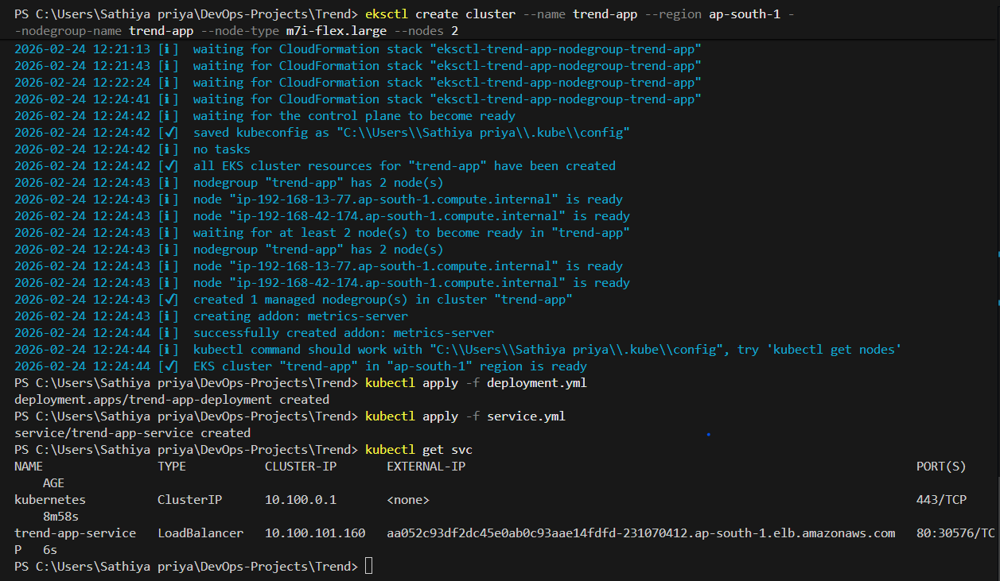 PS C:\Users\Sathiya priya\DevOps-Projects\Trend> eksctl create cluster --name trend-app --region ap-south-1 -
-nodegroup-name trend-app --node-type m7i-flex.large --nodes 2
2026-02-24 12:21:13 [ℹ]  waiting for CloudFormation stack "eksctl-trend-app-nodegroup-trend-app"
2026-02-24 12:21:43 [ℹ]  waiting for CloudFormation stack "eksctl-trend-app-nodegroup-trend-app"
2026-02-24 12:22:24 [ℹ]  waiting for CloudFormation stack "eksctl-trend-app-nodegroup-trend-app"
2026-02-24 12:24:41 [ℹ]  waiting for CloudFormation stack "eksctl-trend-app-nodegroup-trend-app"
2026-02-24 12:24:42 [ℹ]  waiting for the control plane to become ready
2026-02-24 12:24:42 [✔]  saved kubeconfig as "C:\\Users\\Sathiya priya\\.kube\\config"
2026-02-24 12:24:42 [ℹ]  no tasks
2026-02-24 12:24:42 [✔]  all EKS cluster resources for "trend-app" have been created
2026-02-24 12:24:43 [ℹ]  nodegroup "trend-app" has 2 node(s)
2026-02-24 12:24:43 [ℹ]  node "ip-192-168-13-77.ap-south-1.compute.internal" is ready
2026-02-24 12:24:43 [ℹ]  node "ip-192-168-42-174.ap-south-1.compute.internal" is ready
2026-02-24 12:24:43 [ℹ]  waiting for at least 2 node(s) to become ready in "trend-app"
2026-02-24 12:24:43 [ℹ]  nodegroup "trend-app" has 2 node(s)
2026-02-24 12:24:43 [ℹ]  node "ip-192-168-13-77.ap-south-1.compute.internal" is ready
2026-02-24 12:24:43 [ℹ]  node "ip-192-168-42-174.ap-south-1.compute.internal" is ready
2026-02-24 12:24:43 [✔]  created 1 managed nodegroup(s) in cluster "trend-app"
2026-02-24 12:24:43 [ℹ]  creating addon: metrics-server
2026-02-24 12:24:44 [ℹ]  successfully created addon: metrics-server
2026-02-24 12:24:44 [ℹ]  kubectl command should work with "C:\\Users\\Sathiya priya\\.kube\\config", try 'kubectl get nodes'
2026-02-24 12:24:44 [✔]  EKS cluster "trend-app" in "ap-south-1" region is ready
PS C:\Users\Sathiya priya\DevOps-Projects\Trend> kubectl apply -f deployment.yml
deployment.apps/trend-app-deployment created
PS C:\Users\Sathiya priya\DevOps-Projects\Trend> kubectl apply -f service.yml
service/trend-app-service created
PS C:\Users\Sathiya priya\DevOps-Projects\Trend> kubectl get svc
NAME                TYPE           CLUSTER-IP       EXTERNAL-IP                                                               PORT(S)
    AGE
kubernetes          ClusterIP      10.100.0.1       <none>                                                                    443/TCP
    8m58s
trend-app-service   LoadBalancer   10.100.101.160   aa052c93df2dc45e0ab0c93aae14fdfd-231070412.ap-south-1.elb.amazonaws.com   80:30576/TC
P   6s
PS C:\Users\Sathiya priya\DevOps-Projects\Trend>